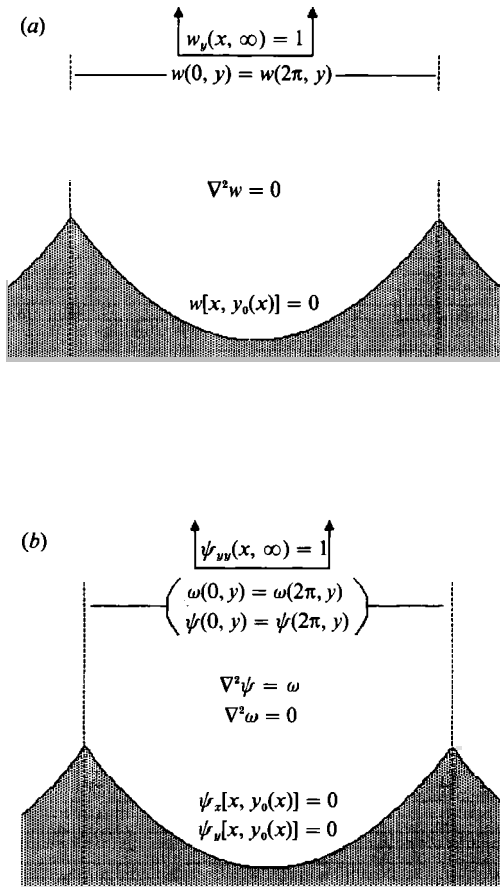 (a)
w_y(x, ∞) = 1
w(0, y) = w(2π, y)
∇²w = 0
w[x, y₀(x)] = 0
(b)
ψ_yy(x, ∞) = 1
ω(0, y) = ω(2π, y)
ψ(0, y) = ψ(2π, y)
∇²ψ = ω
∇²ω = 0
ψ_x[x, y₀(x)] = 0
ψ_y[x, y₀(x)] = 0